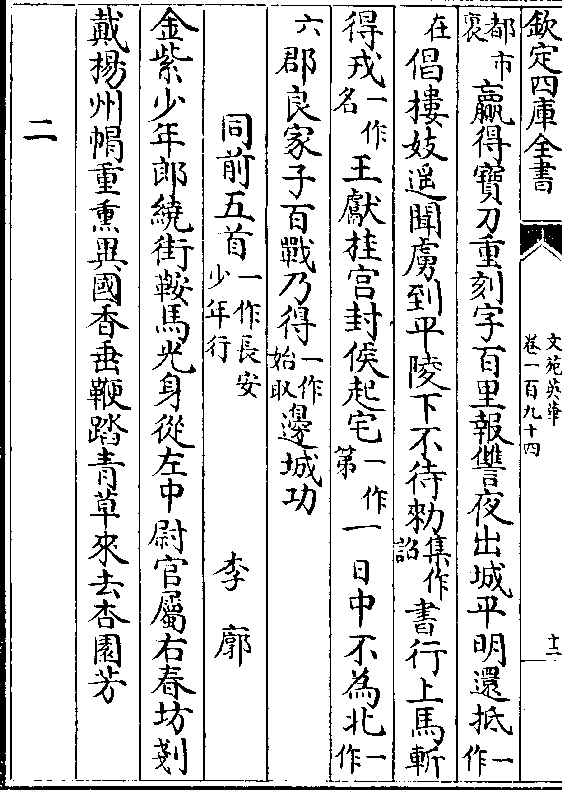 欽定四庫全書
文苑英華
卷一百九十四
十二
都市裏贏得寶刀重刻字百里報讎夜出城平明還抵一作
在倡樓妓遥聞虜到平陵下不待勑集作詔書行上馬斬
得戎一作名王獻桂宫封侯起宅一作第一日中不為北一作
六郡良家子百戰乃得一作始取邊城功
同前五首一作長安少年行 李廓
金紫少年郎繞街鞍馬光身從左中尉官屬右春坊剗
戴揚州帽重熏異國香垂鞭踏青草來去杏園芳
二